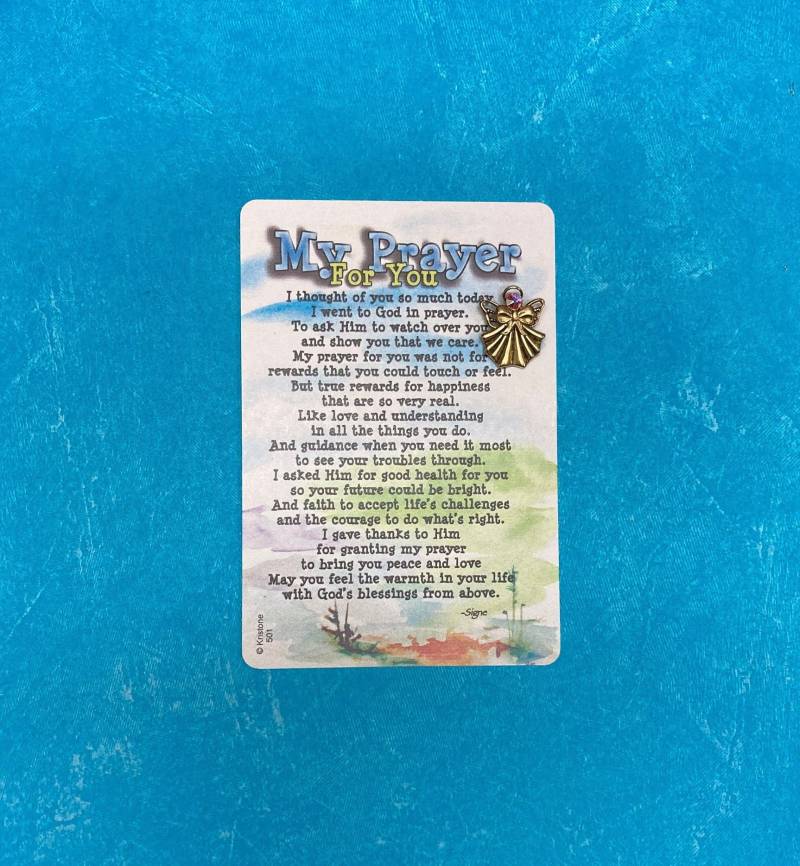 My Prayer
For You
I thought of you so much today
I went to God in prayer.
To ask Him to watch over you
and show you that we care.
My prayer for you was not for
rewards that you could touch or feel.
But true rewards for happiness
that are so very real.
Like love and understanding
in all the things you do.
And guidance when you need it most
to see your troubles through.
I asked Him for good health for you
so your future could be bright.
And faith to accept life's challenges
and the courage to do what's right.
I gave thanks to Him
for granting my prayer
to bring you peace and love
May you feel the warmth in your life
with God's blessings from above.
-Signe
© Kristone
501